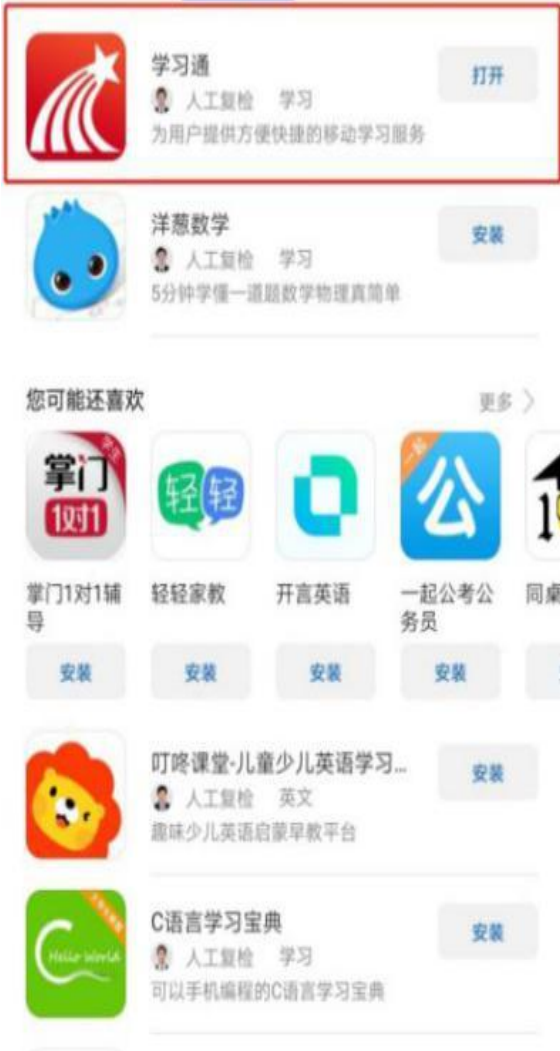 学习通
打开
人工复检 学习
为用户提供方便快捷的移动学习服务
洋葱数学
安装
人工复检 学习
5分钟学懂一道题数学物理真简单
您可能还喜欢
更多
学生
掌门
1对1
轻轻
一起
公
掌门1对1辅
导
轻轻家教
开言英语
一起公考公
务员
同桌
安装
安装
安装
安装
叮咚课堂-儿童少儿英语学习...
安装
人工复检 英文
趣味少儿英语启蒙早教平台
Hello World
C语言学习宝典
安装
人工复检 学习
可以手机编程的C语言学习宝典